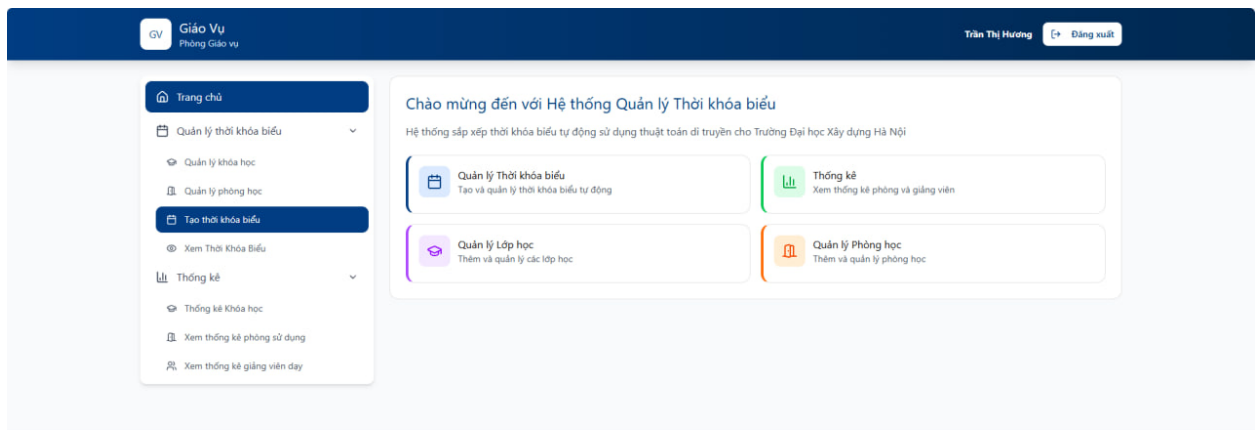 GV
Giáo Vụ
Phòng Giáo vụ
Trần Thị Hương
Đăng xuất
Trang chủ
Quản lý thời khóa biểu
Quản lý khóa học
Quản lý phòng học
Tạo thời khóa biểu
Xem Thời Khóa Biểu
Thống kê
Thống kê Khóa học
Xem thống kê phòng sử dụng
Xem thống kê giảng viên dạy
Chào mừng đến với Hệ thống Quản lý Thời khóa biểu
Hệ thống sắp xếp thời khóa biểu tự động sử dụng thuật toán di truyền cho Trường Đại học Xây dựng Hà Nội
Quản lý Thời khóa biểu
Tạo và quản lý thời khóa biểu tự động
Thống kê
Xem thống kê phòng và giảng viên
Quản lý Lớp học
Thêm và quản lý các lớp học
Quản lý Phòng học
Thêm và quản lý phòng học